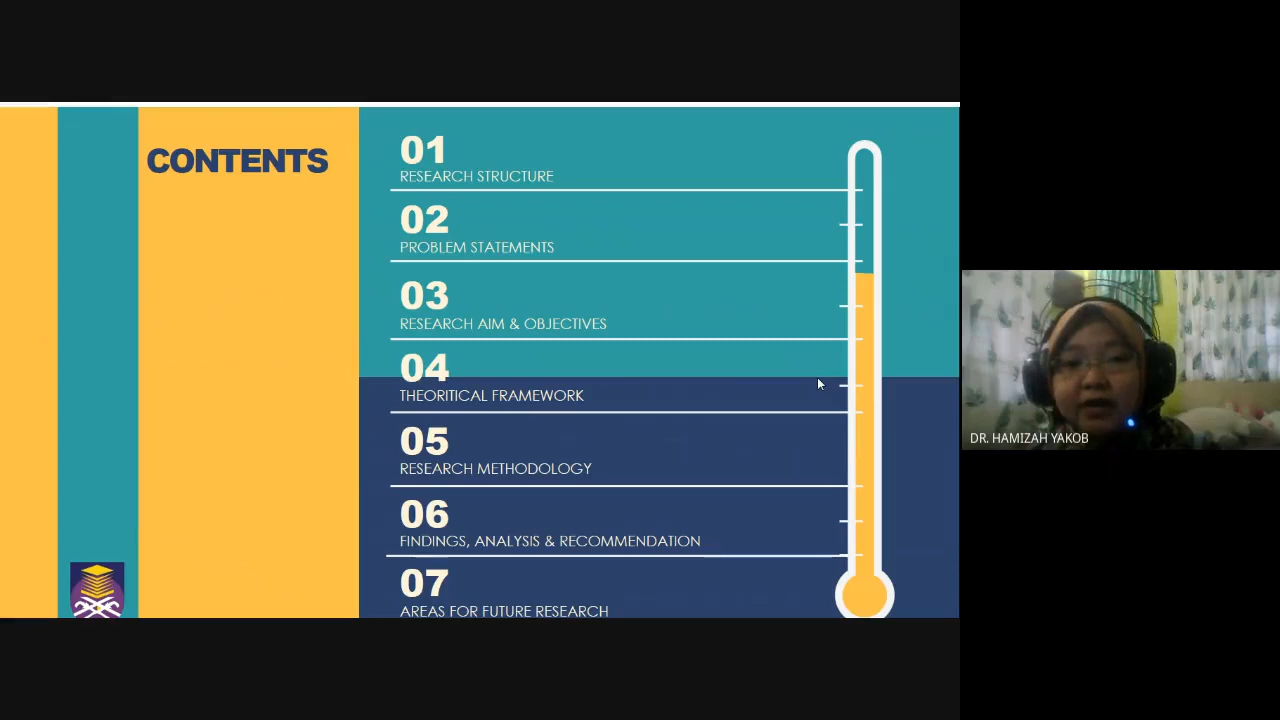 CONTENTS
01
RESEARCH STRUCTURE
02
PROBLEM STATEMENTS
03
RESEARCH AIM & OBJECTIVES
04
THEORITICAL FRAMEWORK
05
RESEARCH METHODOLOGY
06
FINDINGS, ANALYSIS & RECOMMENDATION
07
AREAS FOR FUTURE RESEARCH
DR. HAMIZAH YAKOB